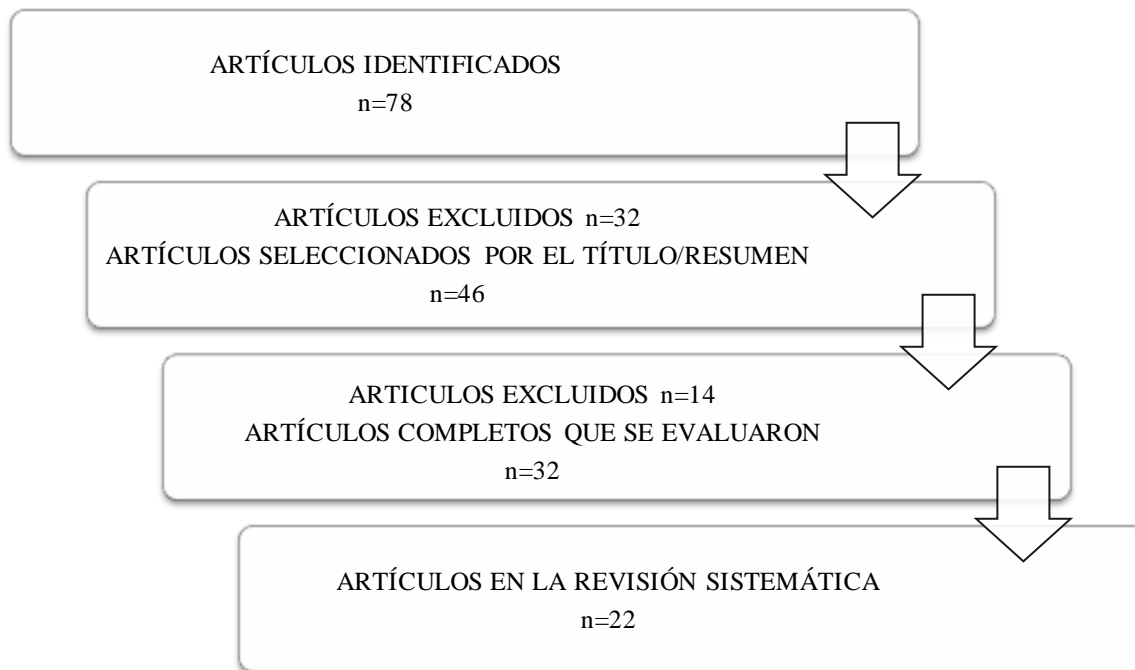 ARTÍCULOS IDENTIFICADOS
n=78
ARTÍCULOS EXCLUIDOS n=32
ARTÍCULOS SELECCIONADOS POR EL TÍTULO/RESUMEN
n=46
ARTICULOS EXCLUIDOS n=14
ARTÍCULOS COMPLETOS QUE SE EVALUARON
n=32
ARTÍCULOS EN LA REVISIÓN SISTEMÁTICA
n=22